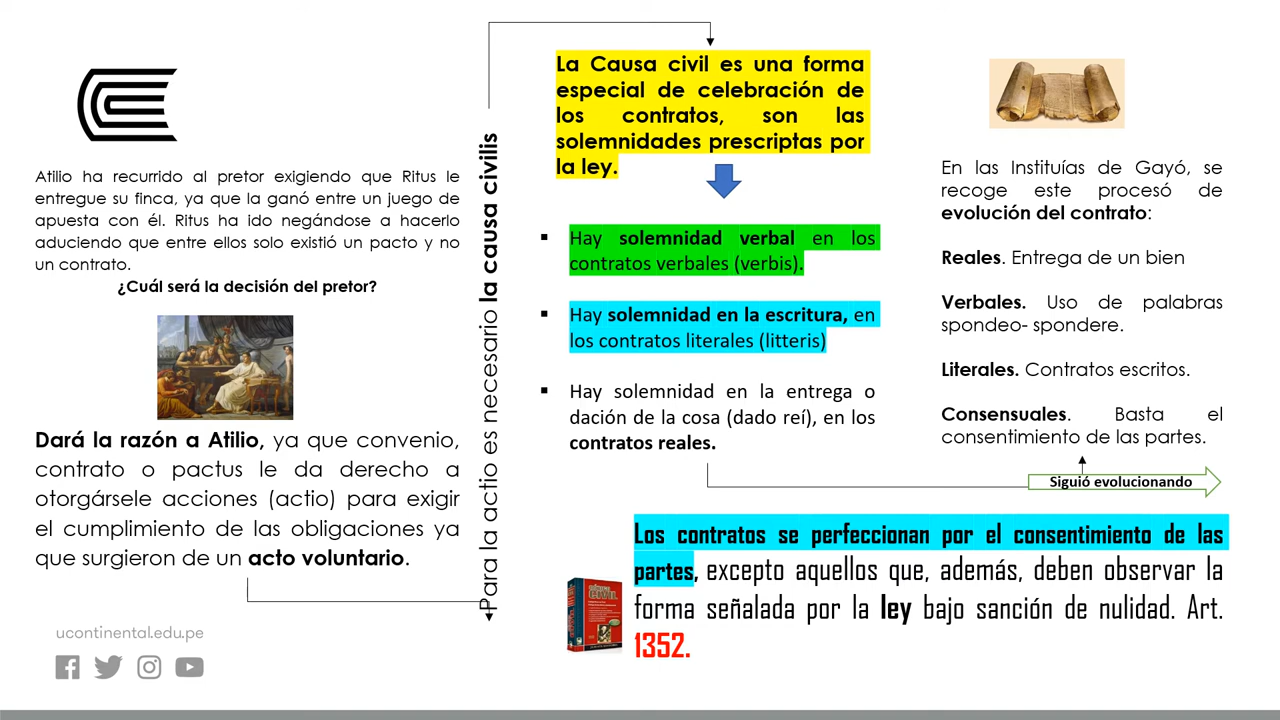 Atilio ha recurrido al pretor exigiendo que Ritus le
entregue su finca, ya que la ganó entre un juego de
apuesta con él. Ritus ha ido negándose a hacerlo
aduciendo que entre ellos solo existió un pacto y no
un contrato.
¿Cuál será la decisión del pretor?
Dará la razón a Atilio, ya que convenio,
contrato o pactus le da derecho a
otorgársele acciones (actio) para exigir
el cumplimiento de las obligaciones ya
que surgieron de un acto voluntario.
ucontinental.edu.pe
Para la actio es necesario la causa civilis
La Causa civil es una forma
especial de celebración de
los contratos, son las
solemnidades prescriptas por
la ley.
▪ Hay solemnidad verbal en los
contratos verbales (verbis).
▪ Hay solemnidad en la escritura, en
los contratos literales (litteris)
▪ Hay solemnidad en la entrega o
dación de la cosa (dado reí), en los
contratos reales.
En las Instituías de Gayo, se
recoge este procesó de
evolución del contrato:
Reales. Entrega de un bien
Verbales. Uso de palabras
spondeo- spondere.
Literales. Contratos escritos.
Consensuales. Basta el
consentimiento de las partes.
Siguió evolucionando
Los contratos se perfeccionan por el consentimiento de las
partes, excepto aquellos que, además, deben observar la
forma señalada por la ley bajo sanción de nulidad. Art.
1352.
CIVIL